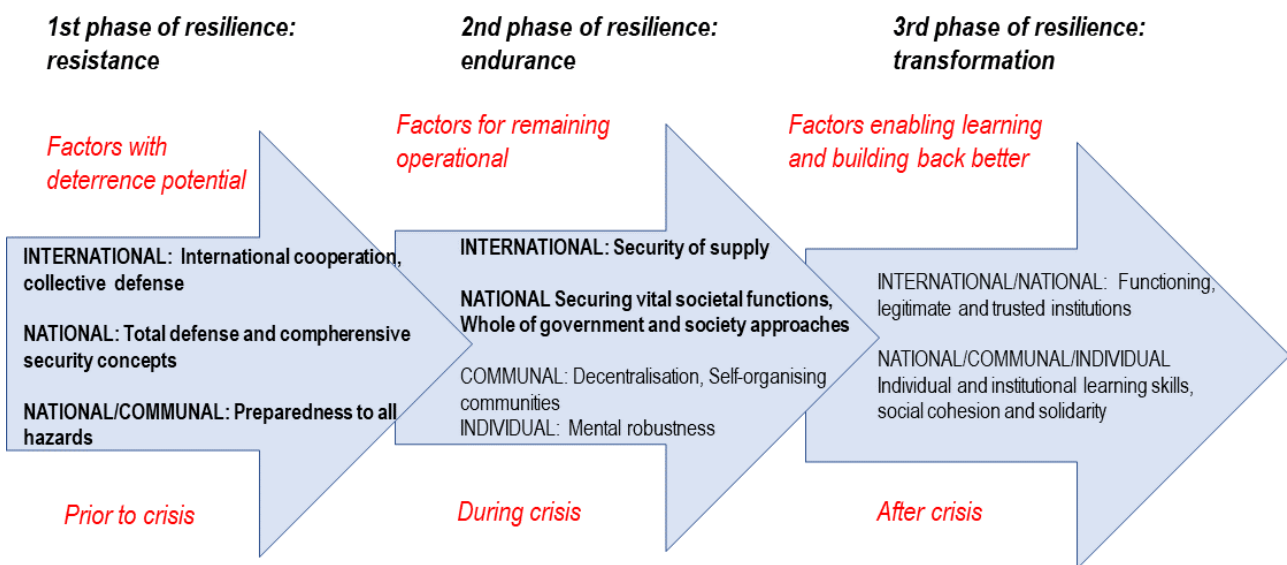 1st phase of resilience:
resistance
2nd phase of resilience:
endurance
3rd phase of resilience:
transformation
Factors with
deterrence potential
Factors for remaining
operational
Factors enabling learning
and building back better
INTERNATIONAL: International cooperation,
collective defense
NATIONAL: Total defense and compherensive
security concepts
NATIONAL/COMMUNAL: Preparedness to all
hazards
INTERNATIONAL: Security of supply
NATIONAL Securing vital societal functions,
Whole of government and society approaches
COMMUNAL: Decentralisation, Self-organising
communities
INDIVIDUAL: Mental robustness
INTERNATIONAL/NATIONAL: Functioning,
legitimate and trusted institutions
NATIONAL/COMMUNAL/INDIVIDUAL
Individual and institutional learning skills,
social cohesion and solidarity
Prior to crisis
During crisis
After crisis